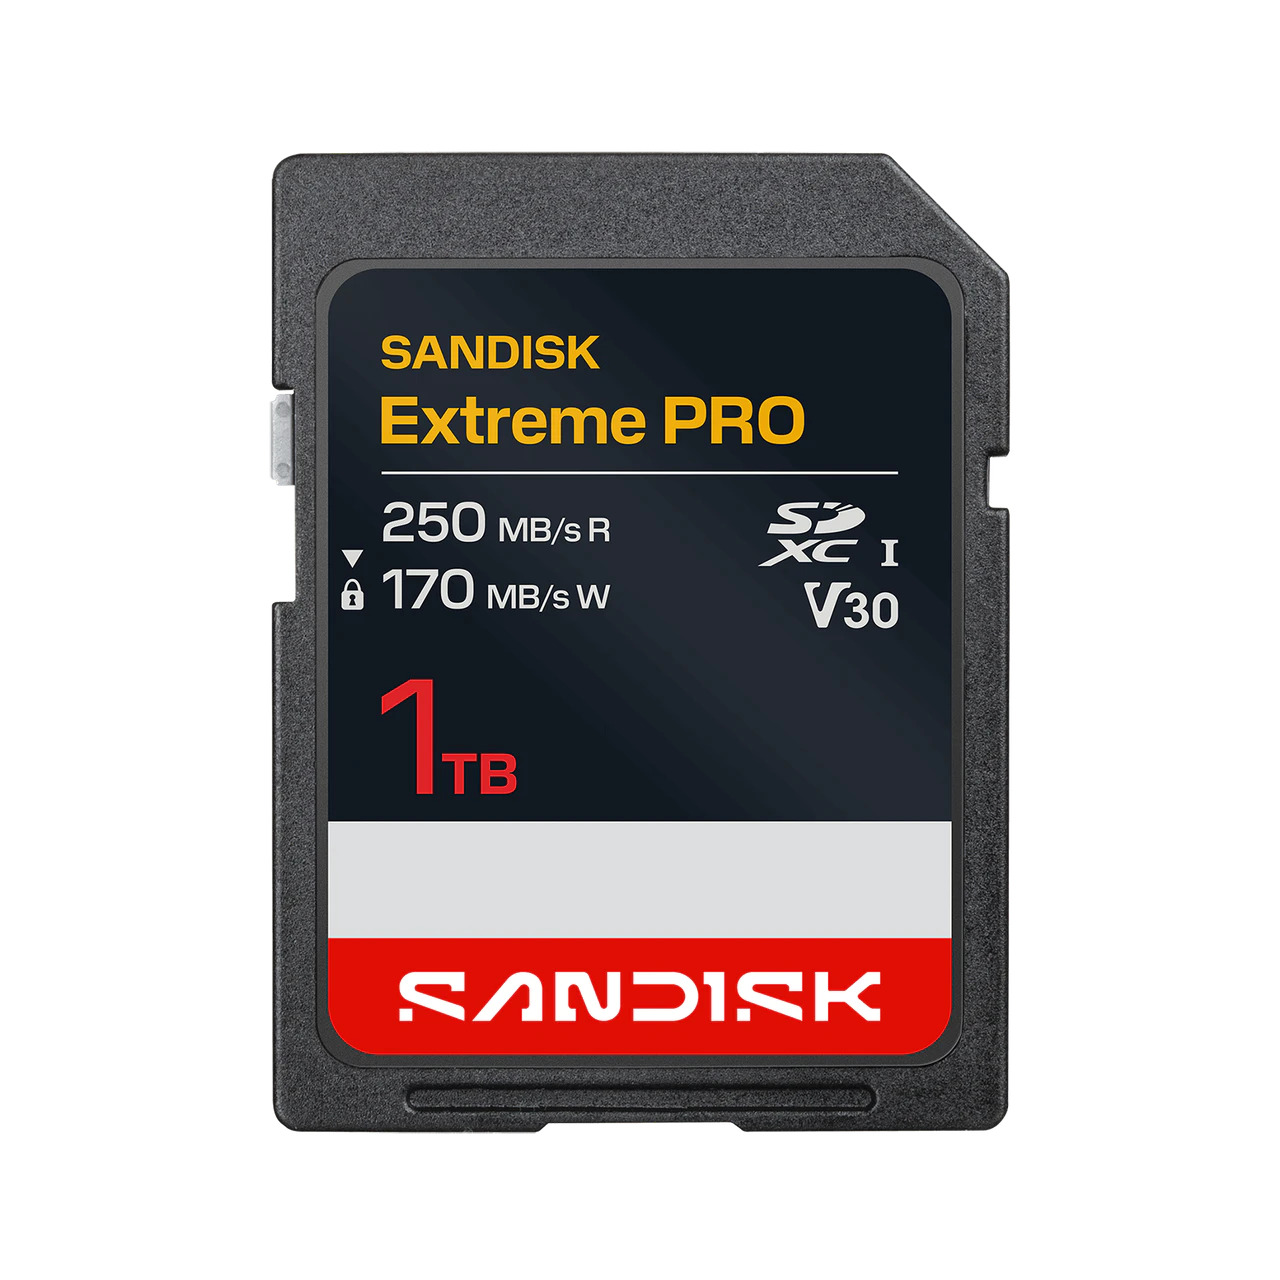 SANDISK
Extreme PRO
250 MB/s R
170 MB/s W
SD
XC I
V30
1TB
SANDISK